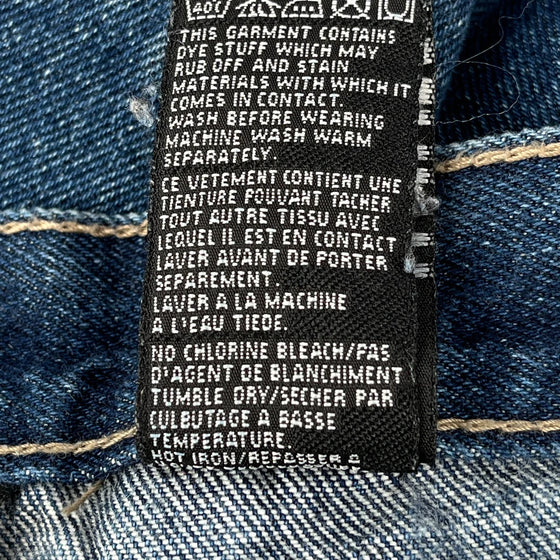 40C
THIS GARMENT CONTAINS
DYE STUFF WHICH MAY
RUB OFF AND STAIN
MATERIALS WITH WHICH IT
COMES IN CONTACT.
WASH BEFORE WEARING
MACHINE WASH WARM
SEPARATELY.
CE VETEMENT CONTIENT UNE
TIENTURE POUVANT TACHER
TOUT AUTRE TISSU AVEC
LEQUEL IL EST EN CONTACT
LAVER AVANT DE PORTER
SEPAREMENT.
LAVER A LA MACHINE
A L'EAU TIEDE.
NO CHLORINE BLEACH/PAS
D'AGENT DE BLANCHIMENT
TUMBLE DRY/SECHER PAR
CULBUTAGE A BASSE
TEMPERATURE.
HOT IRON/REPASSER A